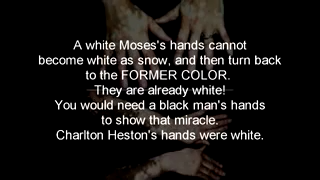 A white Moses's hands cannot
become white as snow, and then turn back
to the FORMER COLOR.
They are already white!
You would need a black man's hands
to show that miracle.
Charlton Heston's hands were white.